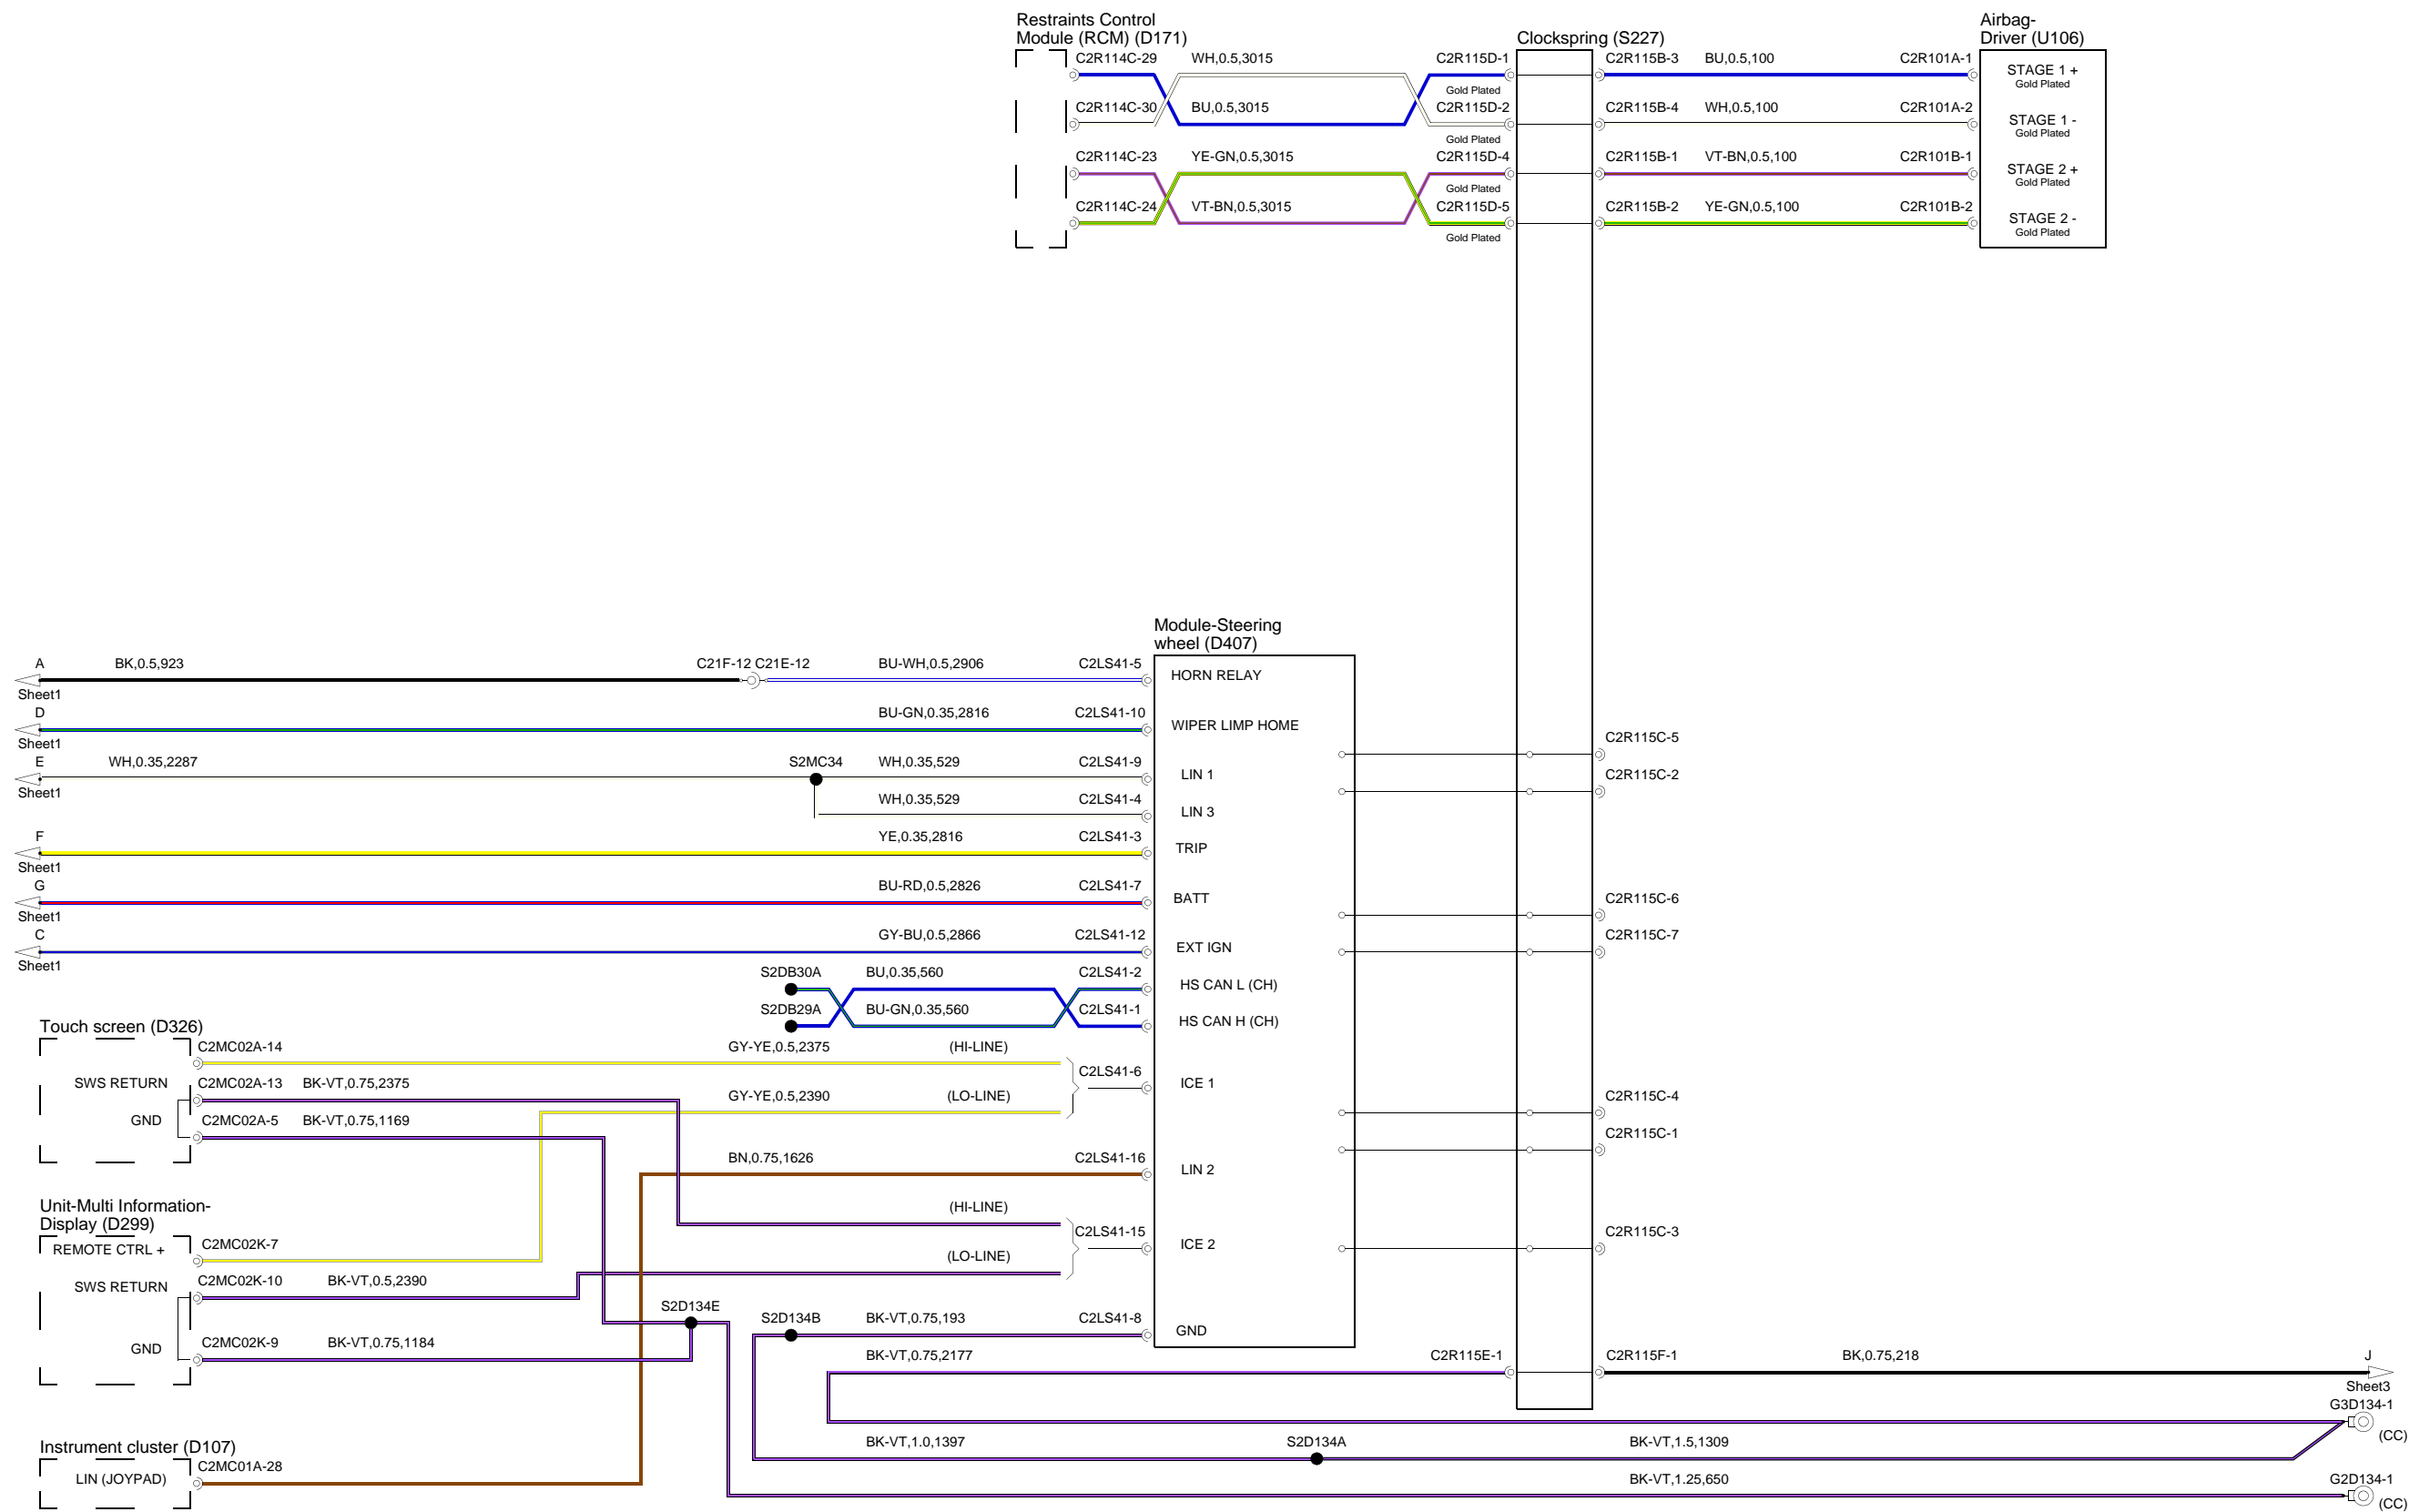 Restraints Control
Module (RCM) (D171)
Clockspring (S227)
Airbag-
Driver (U106)
C2R114C-29
WH,0.5,3015
C2R115D-1
C2R115B-3
BU,0.5,100
C2R101A-1
STAGE 1 +
Gold Plated
Gold Plated
C2R114C-30
BU,0.5,3015
C2R115D-2
C2R115B-4
WH,0.5,100
C2R101A-2
STAGE 1 -
Gold Plated
Gold Plated
C2R114C-23
YE-GN,0.5,3015
C2R115D-4
C2R115B-1
VT-BN,0.5,100
C2R101B-1
STAGE 2 +
Gold Plated
Gold Plated
C2R114C-24
VT-BN,0.5,3015
C2R115D-5
C2R115B-2
YE-GN,0.5,100
C2R101B-2
STAGE 2 -
Gold Plated
Gold Plated
Module-Steering
wheel (D407)
A
BK,0.5,923
C21F-12 C21E-12
BU-WH,0.5,2906
C2LS41-5
HORN RELAY
Sheet1
D
BU-GN,0.35,2816
C2LS41-10
WIPER LIMP HOME
Sheet1
C2R115C-5
E
WH,0.35,2287
S2MC34
WH,0.35,529
C2LS41-9
LIN 1
C2R115C-2
Sheet1
WH,0.35,529
C2LS41-4
LIN 3
F
YE,0.35,2816
C2LS41-3
TRIP
Sheet1
G
BU-RD,0.5,2826
C2LS41-7
BATT
C2R115C-6
Sheet1
C
GY-BU,0.5,2866
C2LS41-12
EXT IGN
C2R115C-7
Sheet1
S2DB30A
BU,0.35,560
C2LS41-2
HS CAN L (CH)
S2DB29A
BU-GN,0.35,560
C2LS41-1
HS CAN H (CH)
Touch screen (D326)
C2MC02A-14
GY-YE,0.5,2375
(HI-LINE)
C2LS41-6
ICE 1
SWS RETURN
C2MC02A-13
BK-VT,0.75,2375
GY-YE,0.5,2390
(LO-LINE)
C2R115C-4
GND
C2MC02A-5
BK-VT,0.75,1169
C2R115C-1
BN,0.75,1626
C2LS41-16
LIN 2
Unit-Multi Information-
Display (D299)
(HI-LINE)
REMOTE CTRL +
C2MC02K-7
C2LS41-15
ICE 2
C2R115C-3
(LO-LINE)
SWS RETURN
C2MC02K-10
BK-VT,0.5,2390
S2D134E
S2D134B
BK-VT,0.75,193
C2LS41-8
GND
GND
C2MC02K-9
BK-VT,0.75,1184
BK-VT,0.75,2177
C2R115E-1
C2R115F-1
BK,0.75,218
J
Sheet3
G3D134-1
(CC)
Instrument cluster (D107)
BK-VT,1.0,1397
S2D134A
BK-VT,1.5,1309
C2MC01A-28
LIN (JOYPAD)
BK-VT,1.25,650
G2D134-1
(CC)